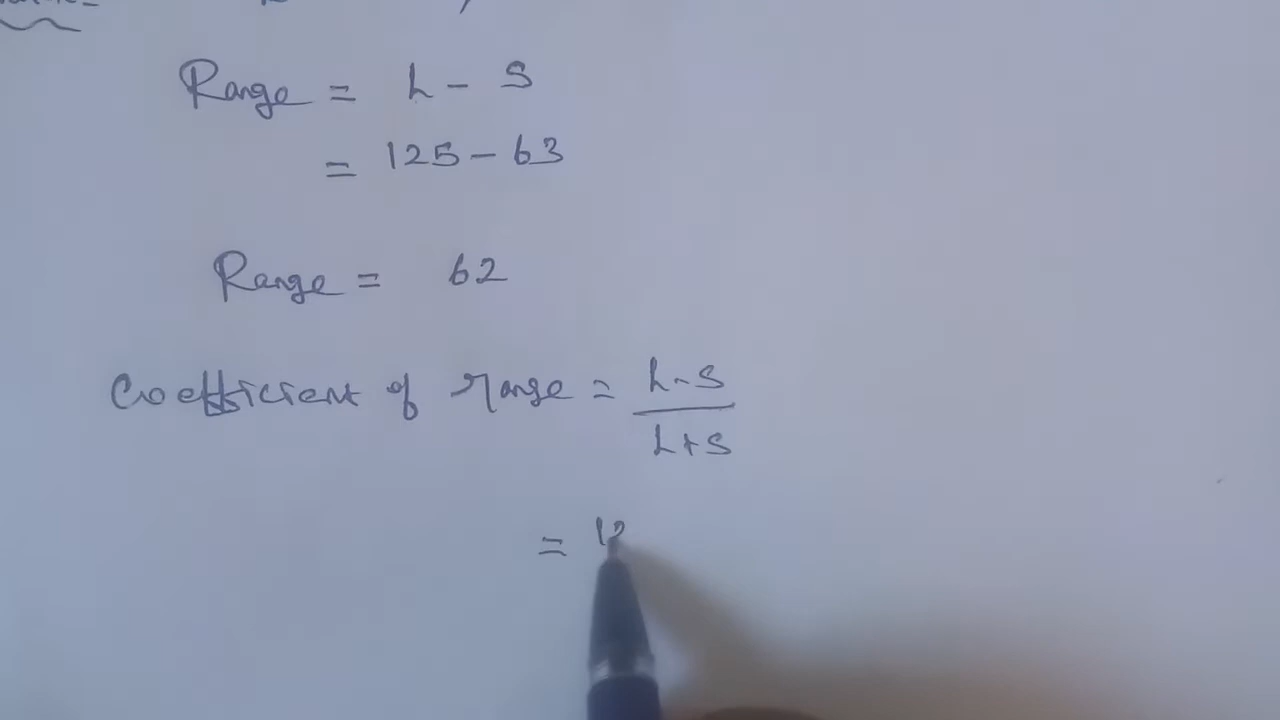 Range = L - S
= 125 - 63
Range = 62
Coefficient of range = L - S
L + S
= 12